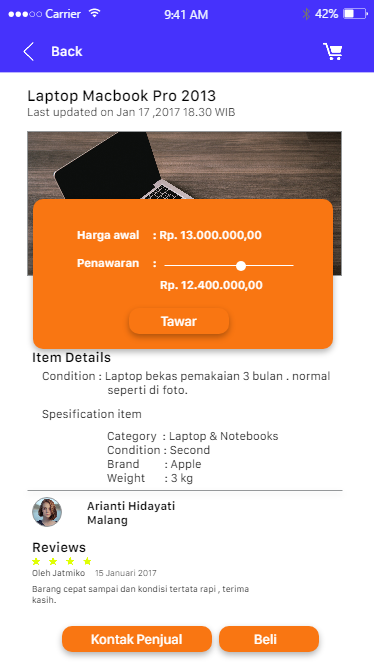 Carrier 9:41 AM 42%
Back
Laptop Macbook Pro 2013
Last updated on Jan 17 ,2017 18.30 WIB
Harga awal : Rp. 13.000.000,00
Penawaran :
Rp. 12.400.000,00
Tawar
Item Details
Condition : Laptop bekas pemakaian 3 bulan . normal
seperti di foto.
Spesification item
Category : Laptop & Notebooks
Condition : Second
Brand : Apple
Weight : 3 kg
Arianti Hidayati
Malang
Reviews
Oleh Jatmiko 15 Januari 2017
Barang cepat sampai dan kondisi tertata rapi , terima
kasih.
Kontak Penjual Beli